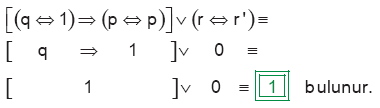 [(q ⇔ 1) ⇒ (p ⇔ p)] ∨ (r ⇔ r') ≡
[ q ⇒ 1 ] ∨ 0 ≡
[ 1 ] ∨ 0 ≡ 1 bulunur.